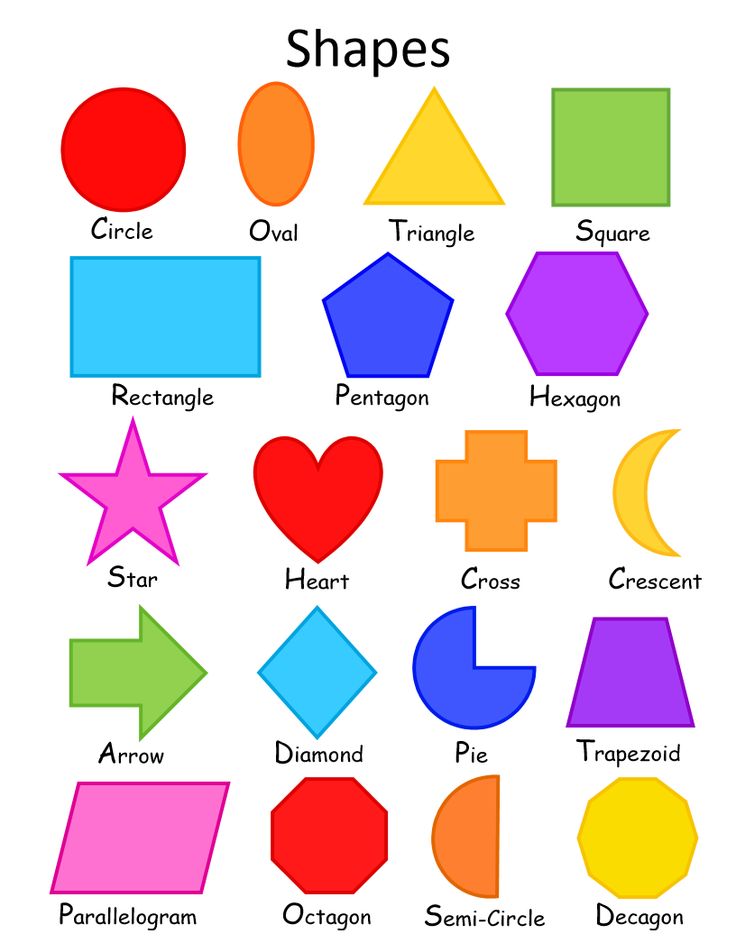 Shapes
Circle Oval Triangle Square
Rectangle Pentagon Hexagon
Star Heart Cross Crescent
Arrow Diamond Pie Trapezoid
Parallelogram Octagon Semi-Circle Decagon